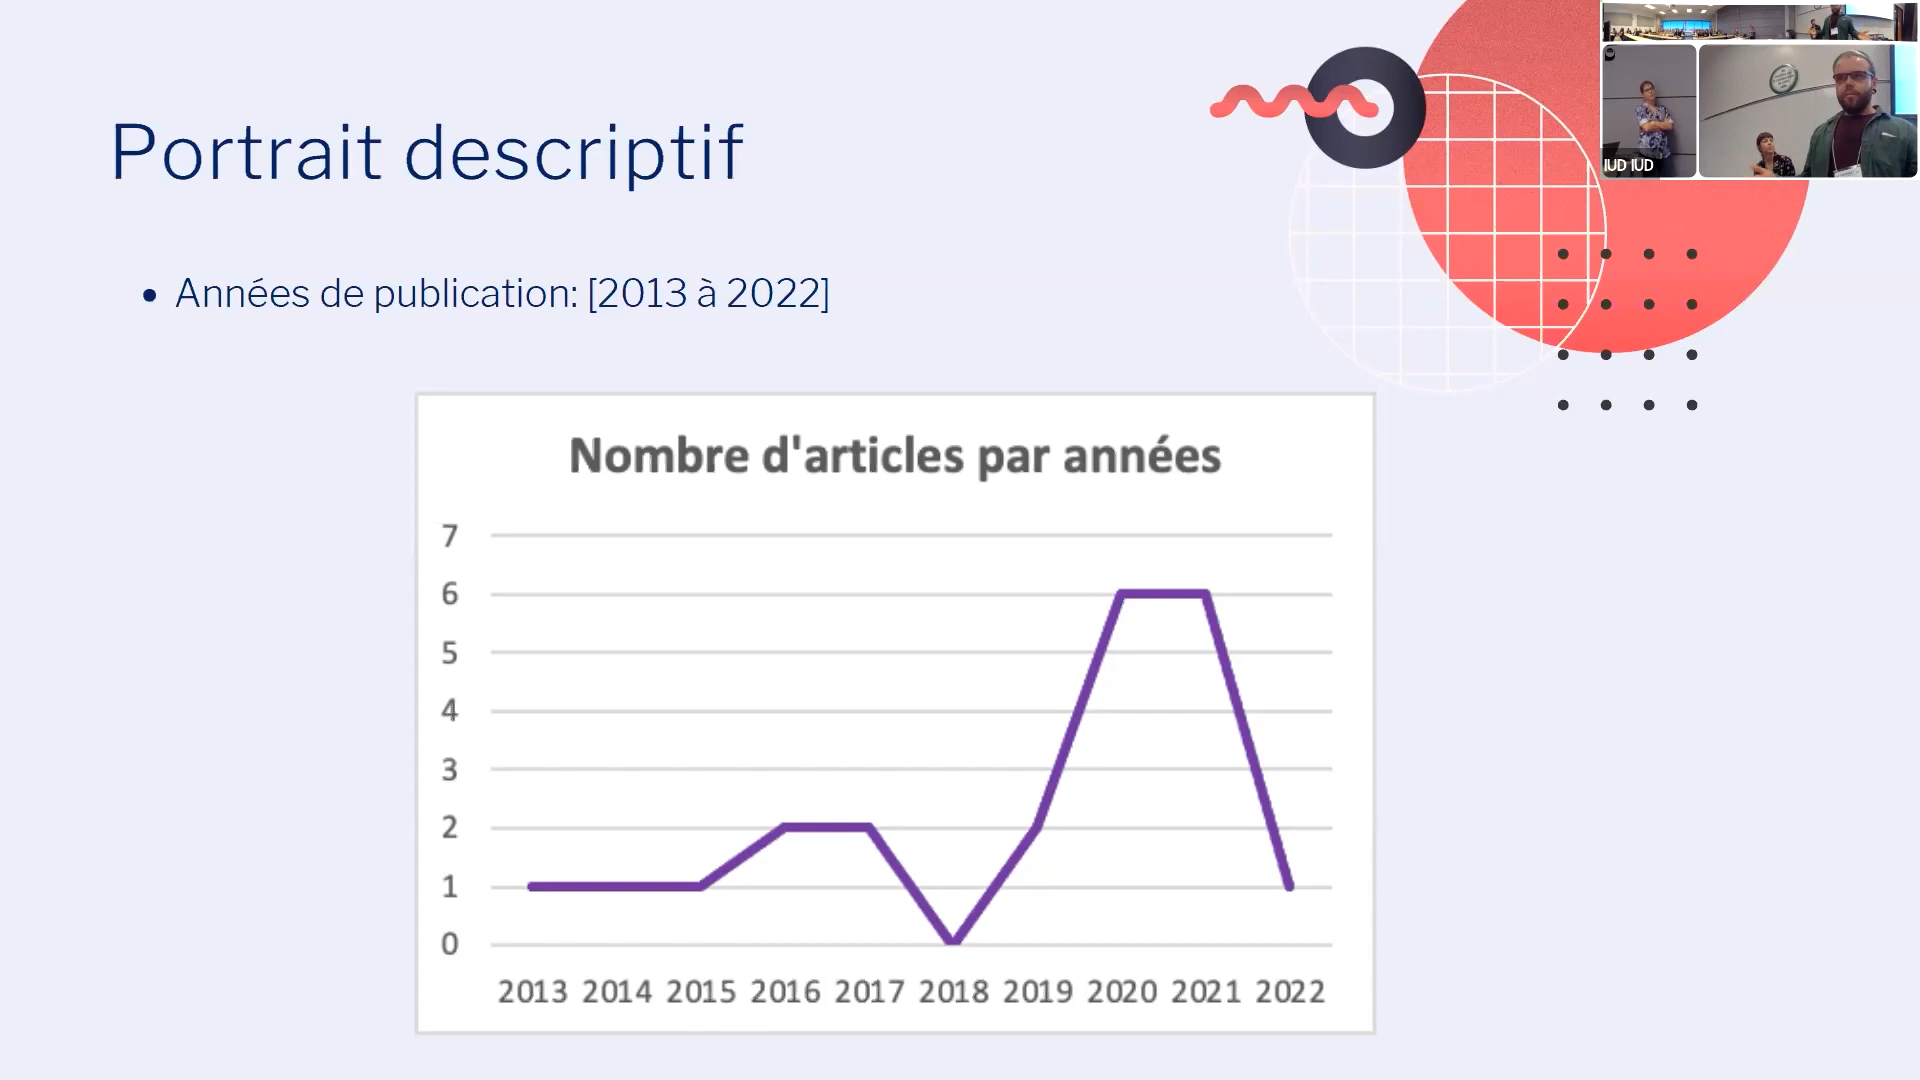 Portrait descriptif
IUD IUD
• Années de publication: [2013 à 2022]
Nombre d'articles par années
7
6
5
4
3
2
1
0
2013 2014 2015 2016 2017 2018 2019 2020 2021 2022